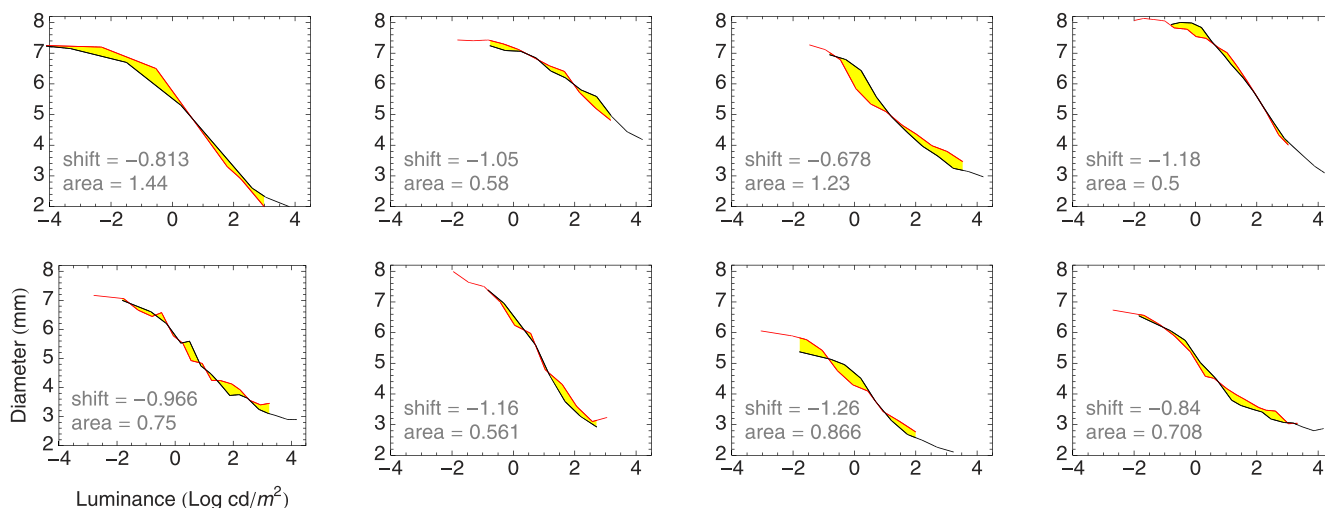 8
7
6
5
4
3
2
shift = −0.813
area = 1.44
−4 −2 0 2 4
8
7
6
5
4
3
2
shift = −1.05
area = 0.58
−4 −2 0 2 4
8
7
6
5
4
3
2
shift = −0.678
area = 1.23
−4 −2 0 2 4
8
7
6
5
4
3
2
shift = −1.18
area = 0.5
−4 −2 0 2 4
Diameter (mm)
8
7
6
5
4
3
2
shift = −0.966
area = 0.75
−4 −2 0 2 4
Luminance (Log cd/m²)
8
7
6
5
4
3
2
shift = −1.16
area = 0.561
−4 −2 0 2 4
8
7
6
5
4
3
2
shift = −1.26
area = 0.866
−4 −2 0 2 4
8
7
6
5
4
3
2
shift = −0.84
area = 0.708
−4 −2 0 2 4